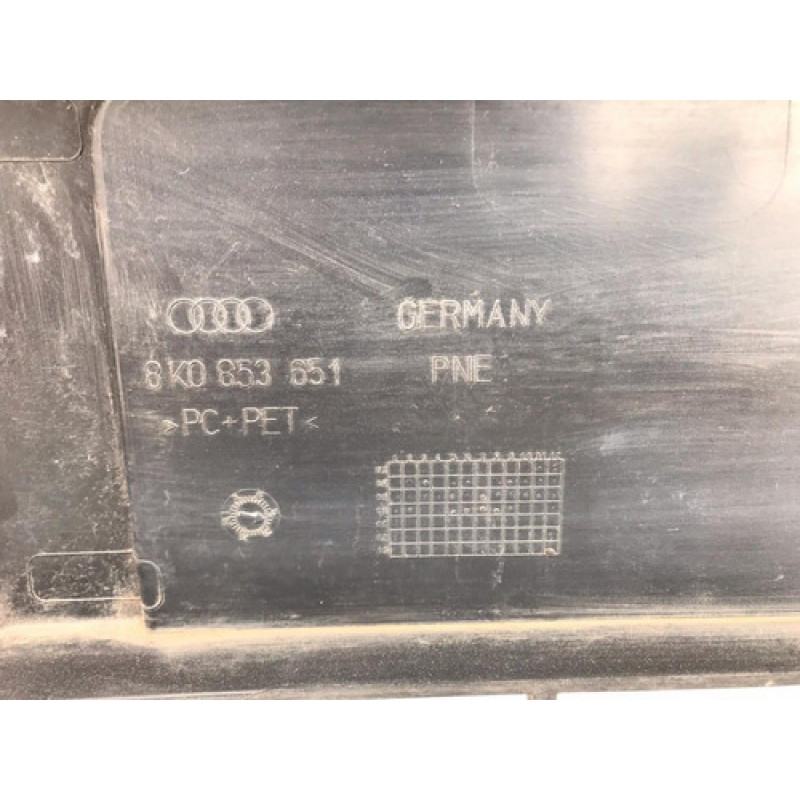 GERMANY
8K0 853 651
PNE
>PC+PET<